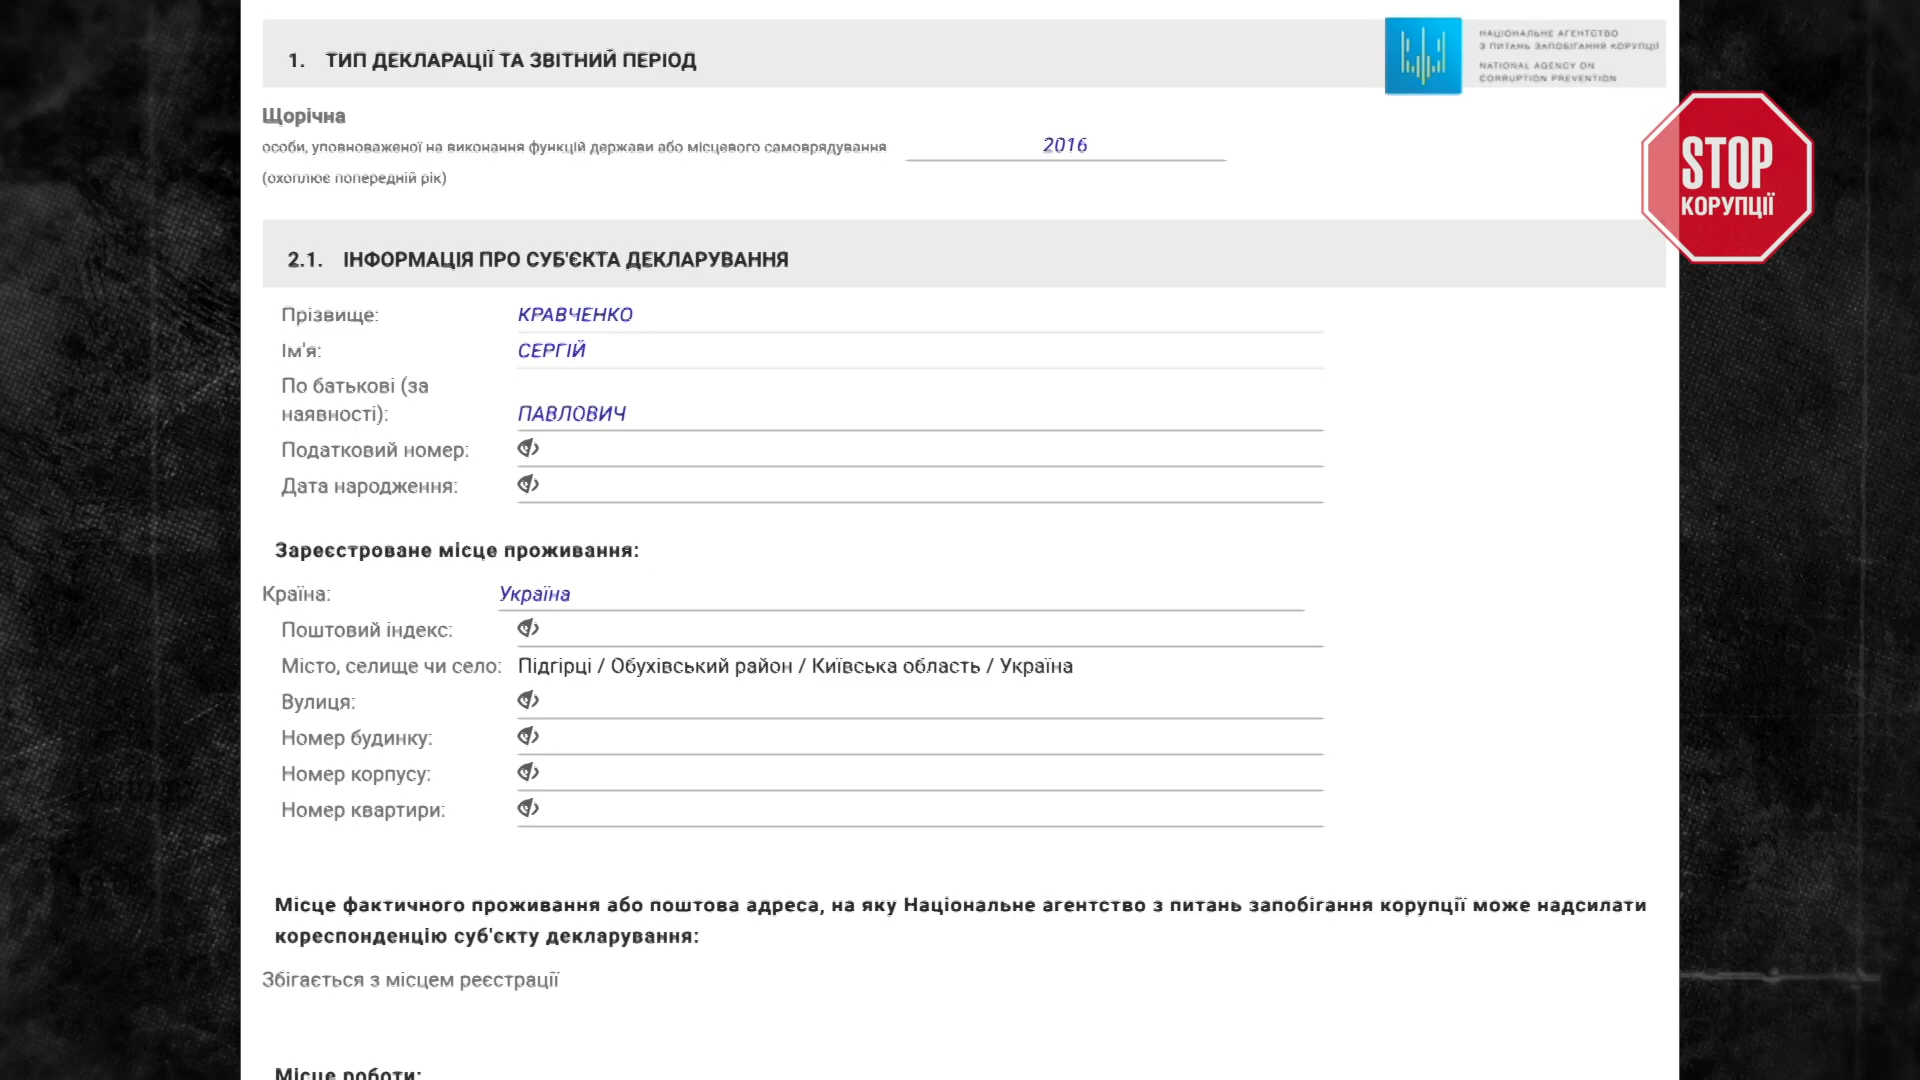 1. ТИП ДЕКЛАРАЦІЇ ТА ЗВІТНИЙ ПЕРІОД
НАЦІОНАЛЬНЕ АГЕНТСТВО
З ПИТАНЬ ЗАПОБІГАННЯ КОРУПЦІЇ
NATIONAL AGENCY ON
CORRUPTION PREVENTION
Щорічна
особи, уповноваженої на виконання функцій держави або місцевого самоврядування 2016
(охоплює попередній рік)
STOP
КОРУПЦІЇ
2.1. ІНФОРМАЦІЯ ПРО СУБ'ЄКТА ДЕКЛАРУВАННЯ
Прізвище: КРАВЧЕНКО
Ім'я: СЕРГІЙ
По батькові (за
наявності): ПАВЛОВИЧ
Податковий номер:
Дата народження:
Зареєстроване місце проживання:
Країна: Україна
Поштовий індекс:
Місто, селище чи село: Підгірці / Обухівський район / Київська область / Україна
Вулиця:
Номер будинку:
Номер корпусу:
Номер квартири:
Місце фактичного проживання або поштова адреса, на яку Національне агентство з питань запобігання корупції може надсилати
кореспонденцію суб'єкту декларування:
Збігається з місцем реєстрації
Місце роботи: